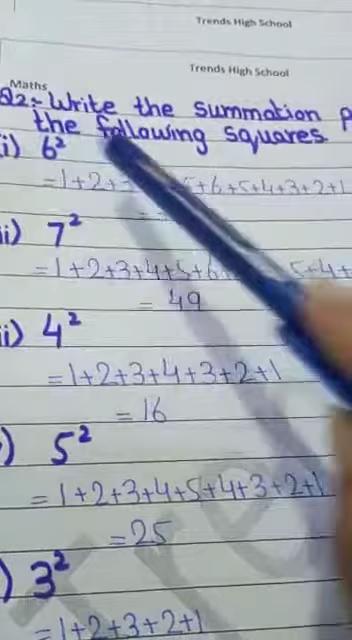 Trends High School
Trends High School
Maths
Q2:- Write the summation
the following squares.
i) 6²
=1+2+ 5+6+5+4+3+2+1
ii) 7²
=1+2+3+4+5+6 5+4+
= 49
ii) 4²
=1+2+3+4+3+2+1
=16
) 5²
=1+2+3+4+5+4+3+2+1
=25
) 3²
=1+2+3+2+1
Tre